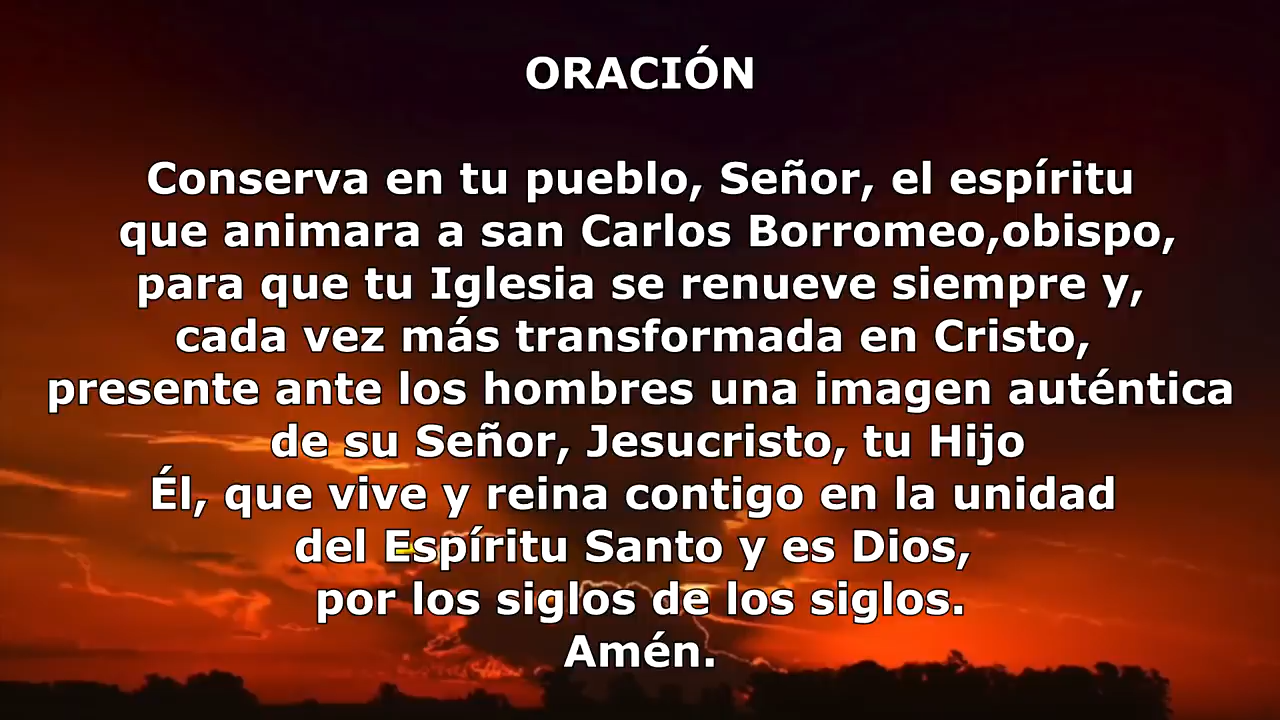 ORACIÓN
Conserva en tu pueblo, Señor, el espíritu
que animara a san Carlos Borromeo,obispo,
para que tu Iglesia se renueve siempre y,
cada vez más transformada en Cristo,
presente ante los hombres una imagen auténtica
de su Señor, Jesucristo, tu Hijo
Él, que vive y reina contigo en la unidad
del Espíritu Santo y es Dios,
por los siglos de los siglos.
Amén.